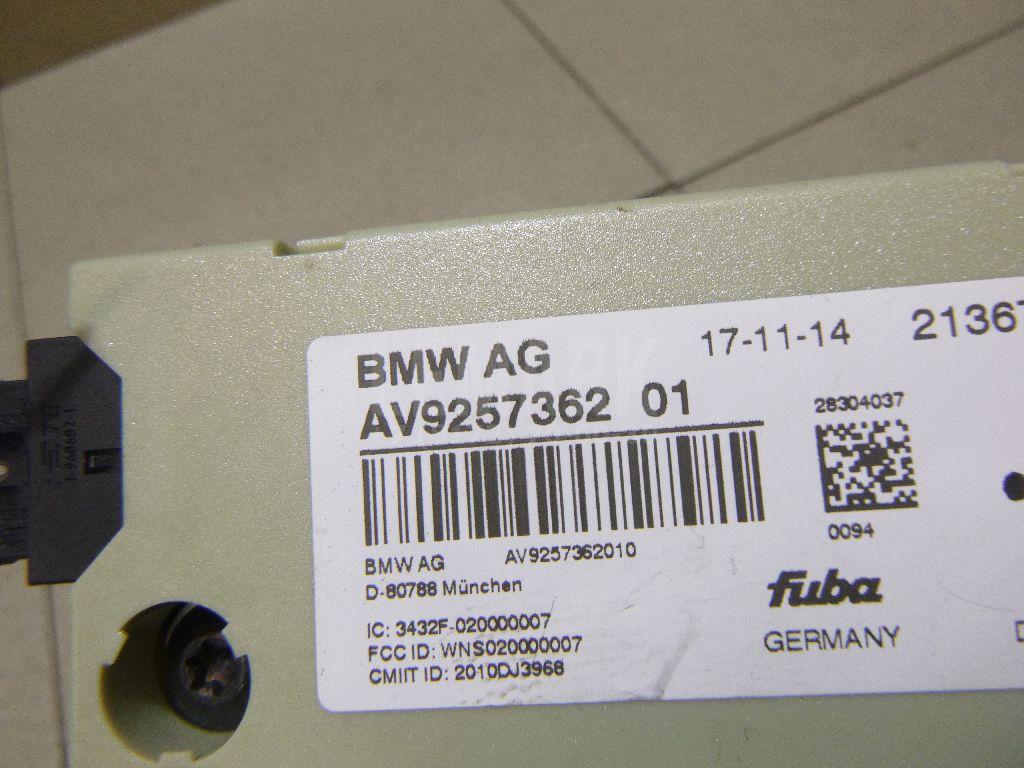 BMW AG
17-11-14
2136
AV9257362 01
28304037
0094
BMW AG AV9257362010
D-80788 München
fuba
GERMANY
IC: 3432F-020000007
FCC ID: WNS020000007
CMIIT ID: 2010DJ3968